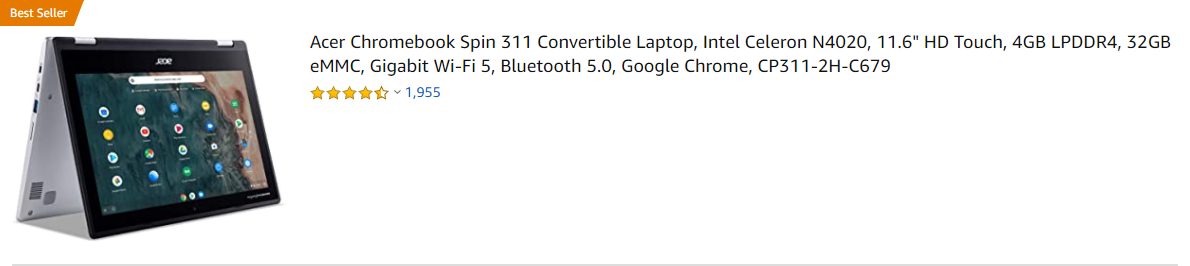 Best Seller
Acer Chromebook Spin 311 Convertible Laptop, Intel Celeron N4020, 11.6" HD Touch, 4GB LPDDR4, 32GB
eMMC, Gigabit Wi-Fi 5, Bluetooth 5.0, Google Chrome, CP311-2H-C679
1,955
acer